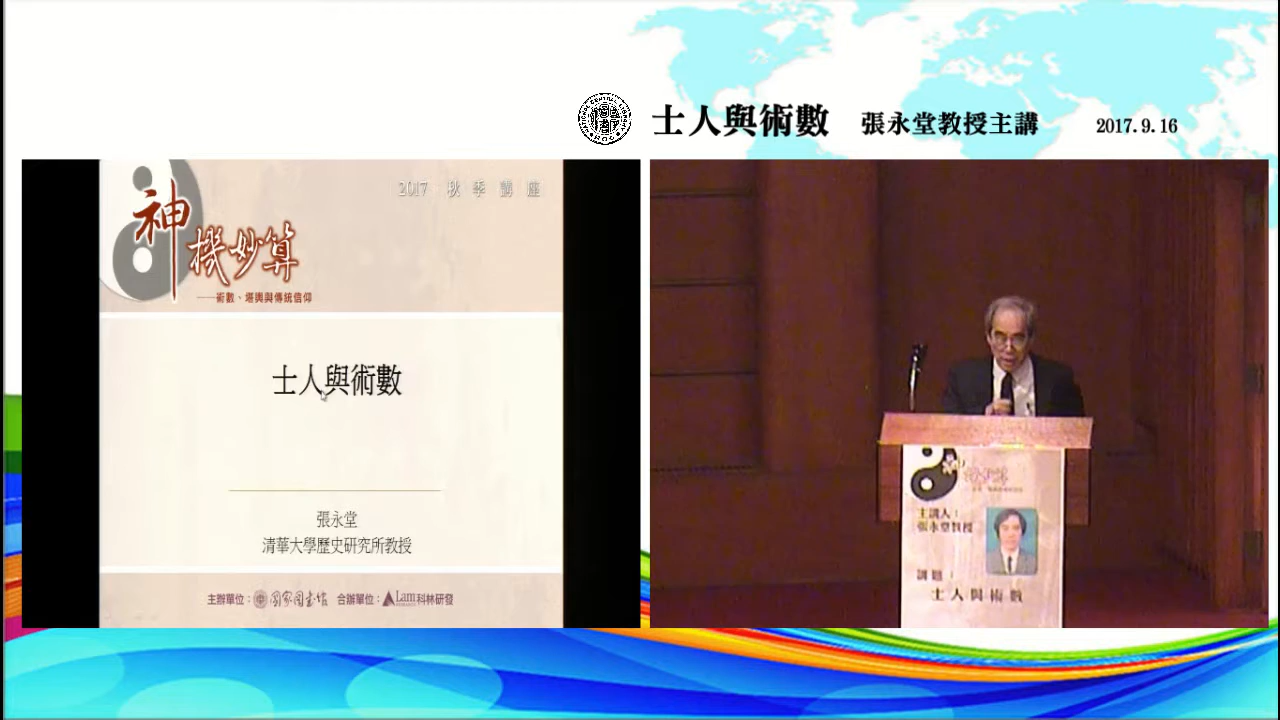 士人與術數 張永堂教授主講 2017.9.16
2017 秋季講座
神機妙算
──術數、堪輿與傳統信仰
士人與術數
張永堂
清華大學歷史研究所教授
主辦單位：國家圖書館 合辦單位：Lam科林研發
主講人：
張永堂教授
講題：
士人與術數